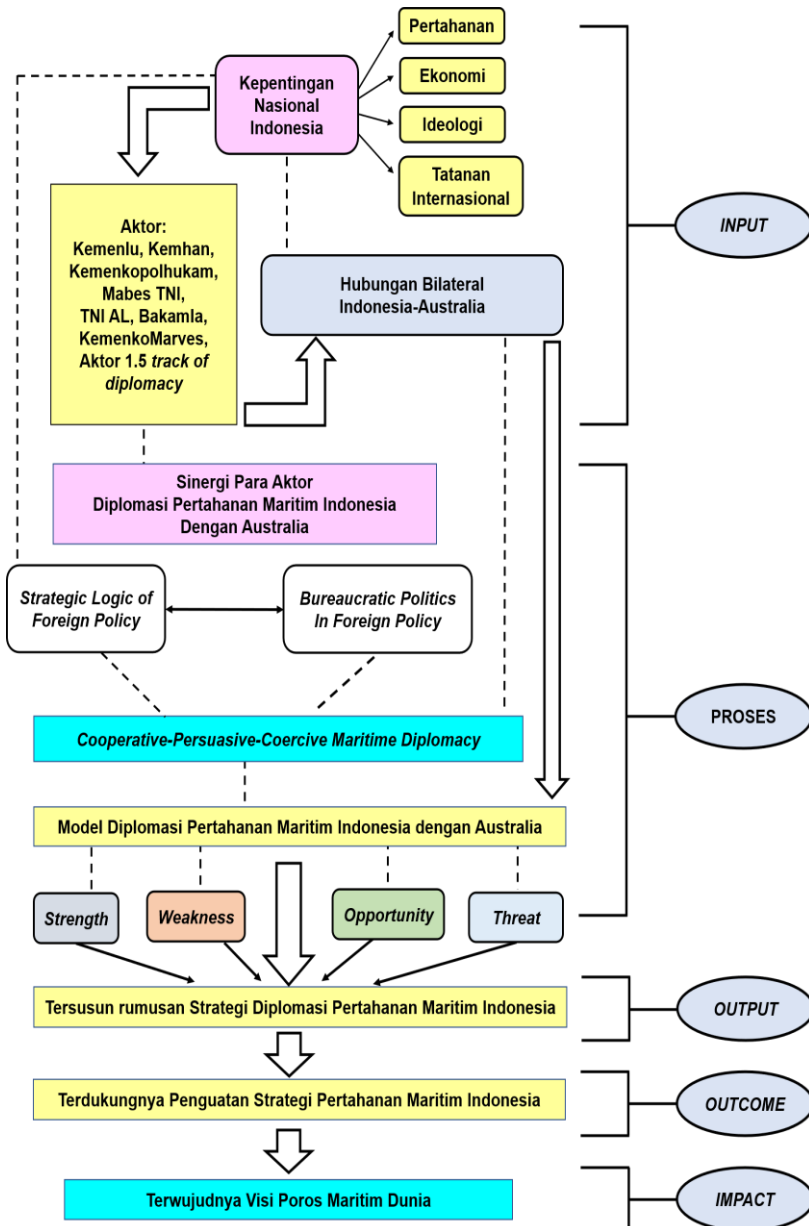 Pertahanan
Kepentingan
Nasional
Indonesia
Ekonomi
Ideologi
Tatanan
Internasional
INPUT
Aktor:
Kemenlu, Kemhan,
Kemenkopolhukam,
Mabes TNI,
TNI AL, Bakamla,
KemenkoMarves,
Aktor 1.5 track of
diplomacy
Hubungan Bilateral
Indonesia-Australia
Sinergi Para Aktor
Diplomasi Pertahanan Maritim Indonesia
Dengan Australia
Strategic Logic of
Foreign Policy
Bureaucratic Politics
In Foreign Policy
PROSES
Cooperative-Persuasive-Coercive Maritime Diplomacy
Model Diplomasi Pertahanan Maritim Indonesia dengan Australia
Strength
Weakness
Opportunity
Threat
Tersusun rumusan Strategi Diplomasi Pertahanan Maritim Indonesia
OUTPUT
Terdukungnya Penguatan Strategi Pertahanan Maritim Indonesia
OUTCOME
Terwujudnya Visi Poros Maritim Dunia
IMPACT